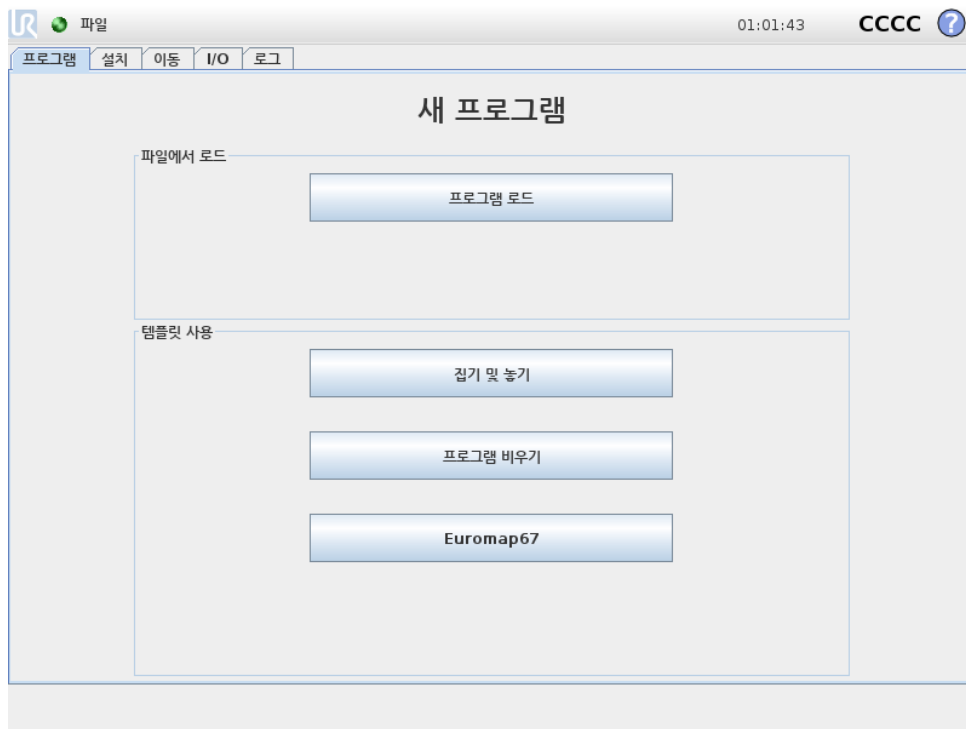 UR 파일 01:01:43 CCCC ?
프로그램 설치 이동 I/O 로그
새 프로그램
파일에서 로드
프로그램 로드
템플릿 사용
집기 및 놓기
프로그램 비우기
Euromap67